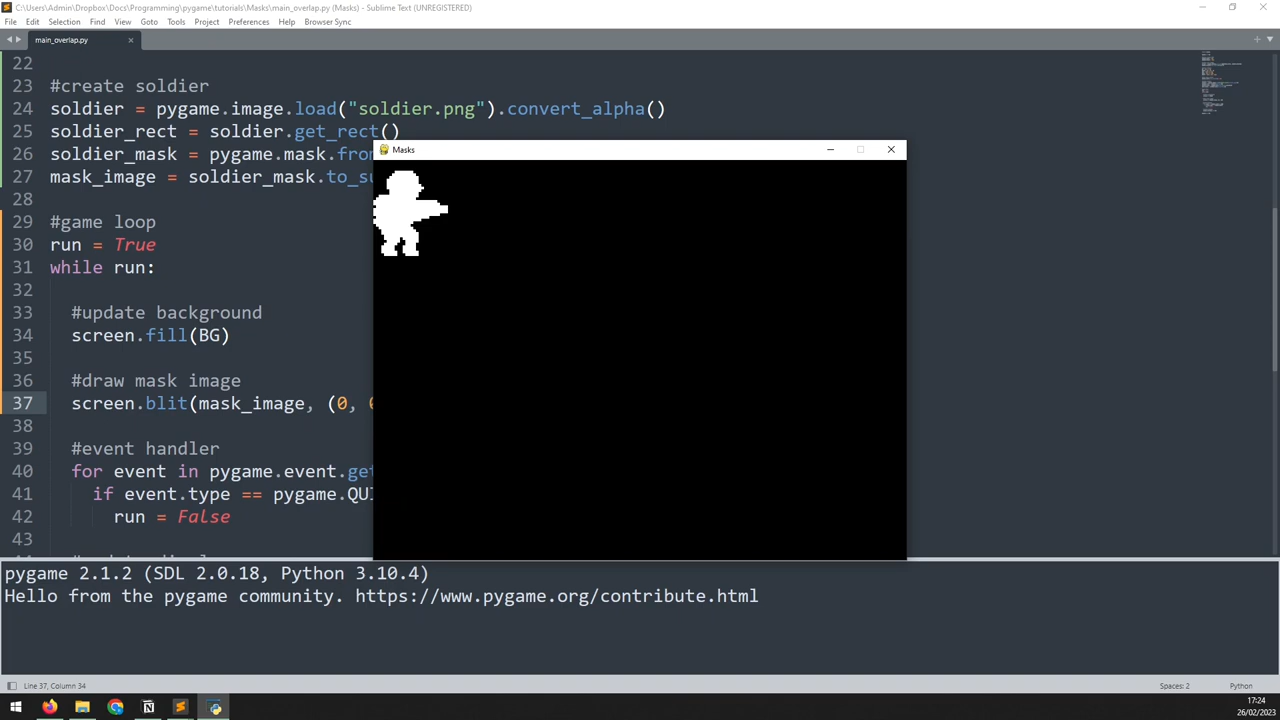 C:\Users\Admin\Dropbox\Docs\Programming\pygame\tutorials\Masks\main_overlap.py (Masks) - Sublime Text (UNREGISTERED)
File Edit Selection Find View Goto Tools Project Preferences Help Browser Sync
main_overlap.py
22
23 #create soldier
24 soldier = pygame.image.load("soldier.png").convert_alpha()
25 soldier_rect = soldier.get_rect()
26 soldier_mask = pygame.mask.fro
27 mask_image = soldier_mask.to_su
28
29 #game loop
30 run = True
31 while run:
32
33 #update background
34 screen.fill(BG)
35
36 #draw mask image
37 screen.blit(mask_image, (0,
38
39 #event handler
40 for event in pygame.event.get
41 if event.type == pygame.QUI
42 run = False
43
Masks
pygame 2.1.2 (SDL 2.0.18, Python 3.10.4)
Hello from the pygame community. https://www.pygame.org/contribute.html
Line 37, Column 34
Spaces: 2
Python
17:24
26/02/2023